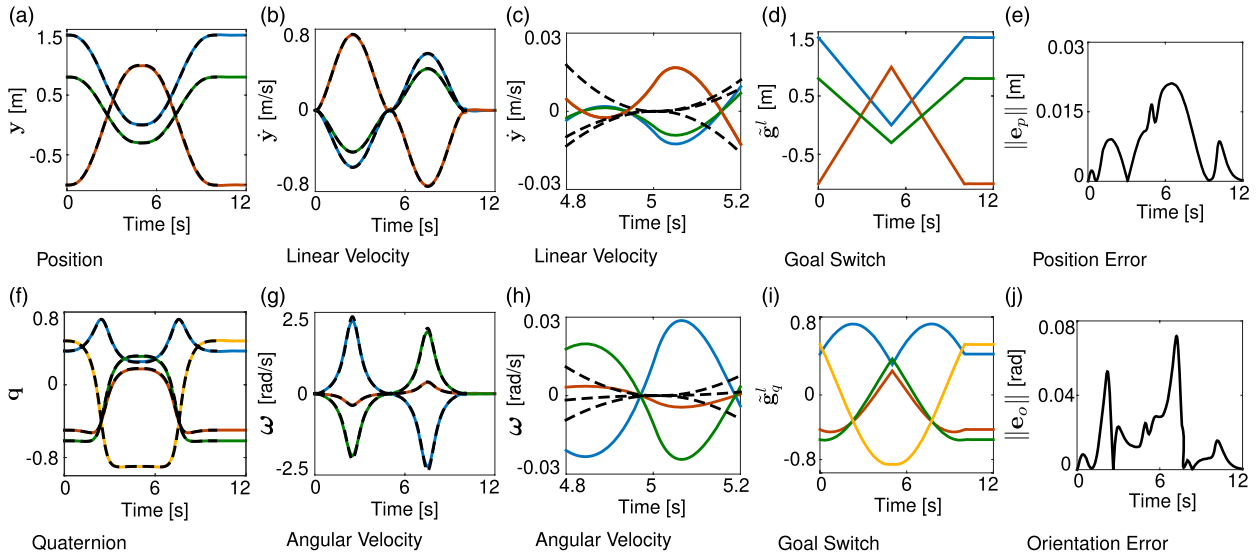 (a) (b) (c) (d) (e)
1.5 0.5 -0.5
y [m]
0 6 12
Time [s]
Position
0.8 0 -0.8
ẏ [m/s]
0 6 12
Time [s]
Linear Velocity
0.03 0 -0.03
ẏ [m/s]
4.8 5 5.2
Time [s]
Linear Velocity
1.5 0.5 -0.5
g̃ˡ [m]
0 6 12
Time [s]
Goal Switch
0.03 0.015 0
||eₚ|| [m]
0 6 12
Time [s]
Position Error
(f) (g) (h) (i) (j)
0.8 0 -0.8
q
0 6 12
Time [s]
Quaternion
2.5 0 -2.5
ω [rad/s]
0 6 12
Time [s]
Angular Velocity
0.03 0 -0.03
ω [rad/s]
4.8 5 5.2
Time [s]
Angular Velocity
0.8 0 -0.8
g̃_q^l
0 6 12
Time [s]
Goal Switch
0.08 0
||eₒ|| [rad]
0 6 12
Time [s]
Orientation Error